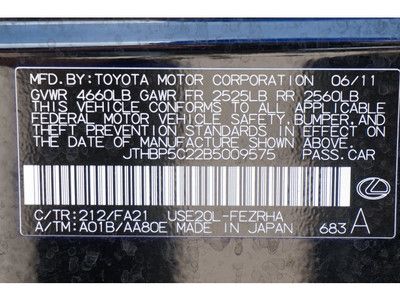 MFD.BY:TOYOTA MOTOR CORPORATION 06/11
GVWR 4660LB GAWR FR 2525LB RR 2560LB
THIS VEHICLE CONFORMS TO ALL APPLICABLE
FEDERAL MOTOR VEHICLE SAFETY,BUMPER,AND
THEFT PREVENTION STANDARDS IN EFFECT ON
THE DATE OF MANUFACTURE SHOWN ABOVE.
JTHBP5C22B5009575 PASS.CAR
C/TR:212/FA21 USE20L-FEZRHA
A/TM:A01B/AA80E MADE IN JAPAN 683 A